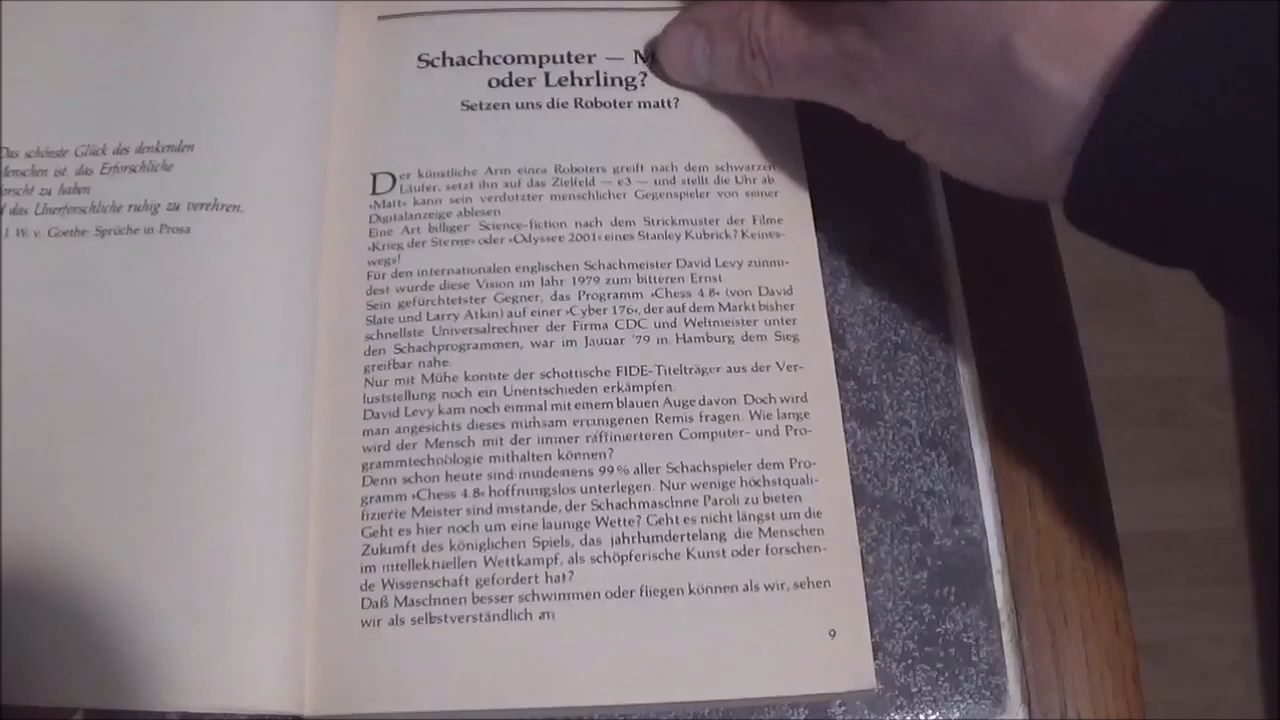 Das schönste Glück des denkenden
Menschen ist, das Erforschliche
erforscht zu haben
d das Unerforschliche ruhig zu verehren.
J. W. v. Goethe: Sprüche in Prosa
Schachcomputer — M
oder Lehrling?
Setzen uns die Roboter matt?
Der künstliche Arm eines Roboters greift nach dem schwarzen
Läufer, setzt ihn auf das Zielfeld — e3 — und stellt die Uhr ab.
›Matt‹ kann sein verdutzter menschlicher Gegenspieler von seiner
Digitalanzeige ablesen.
Eine Art billiger Science-fiction nach dem Strickmuster der Filme
›Krieg der Sterne‹ oder ›Odyssee 2001‹ eines Stanley Kubrick? Keines-
wegs!
Für den internationalen englischen Schachmeister David Levy zumin-
dest wurde diese Vision im Jahr 1979 zum bitteren Ernst.
Sein gefürchtetster Gegner, das Programm ›Chess 4.8‹ (von David
Slate und Larry Atkin) auf einer ›Cyber 176‹, der auf dem Markt bisher
schnellste Universalrechner der Firma CDC und Weltmeister unter
den Schachprogrammen, war im Januar '79 in Hamburg dem Sieg
greifbar nahe.
Nur mit Mühe konnte der schottische FIDE-Titelträger aus der Ver-
luststellung noch ein Unentschieden erkämpfen.
David Levy kam noch einmal mit einem blauen Auge davon. Doch wird
man angesichts dieses mühsam errungenen Remis fragen. Wie lange
wird der Mensch mit der immer raffinierteren Computer- und Pro-
grammtechnologie mithalten können?
Denn schon heute sind mindestens 99 % aller Schachspieler dem Pro-
gramm ›Chess 4.8‹ hoffnungslos unterlegen. Nur wenige höchstquali-
fizierte Meister sind imstande, der Schachmaschine Paroli zu bieten.
Geht es hier noch um eine launige Wette? Geht es nicht längst um die
Zukunft des königlichen Spiels, das jahrhundertelang die Menschen
im intellektuellen Wettkampf, als schöpferische Kunst oder forschen-
de Wissenschaft gefordert hat?
Daß Maschinen besser schwimmen oder fliegen können als wir, sehen
wir als selbstverständlich an.
9